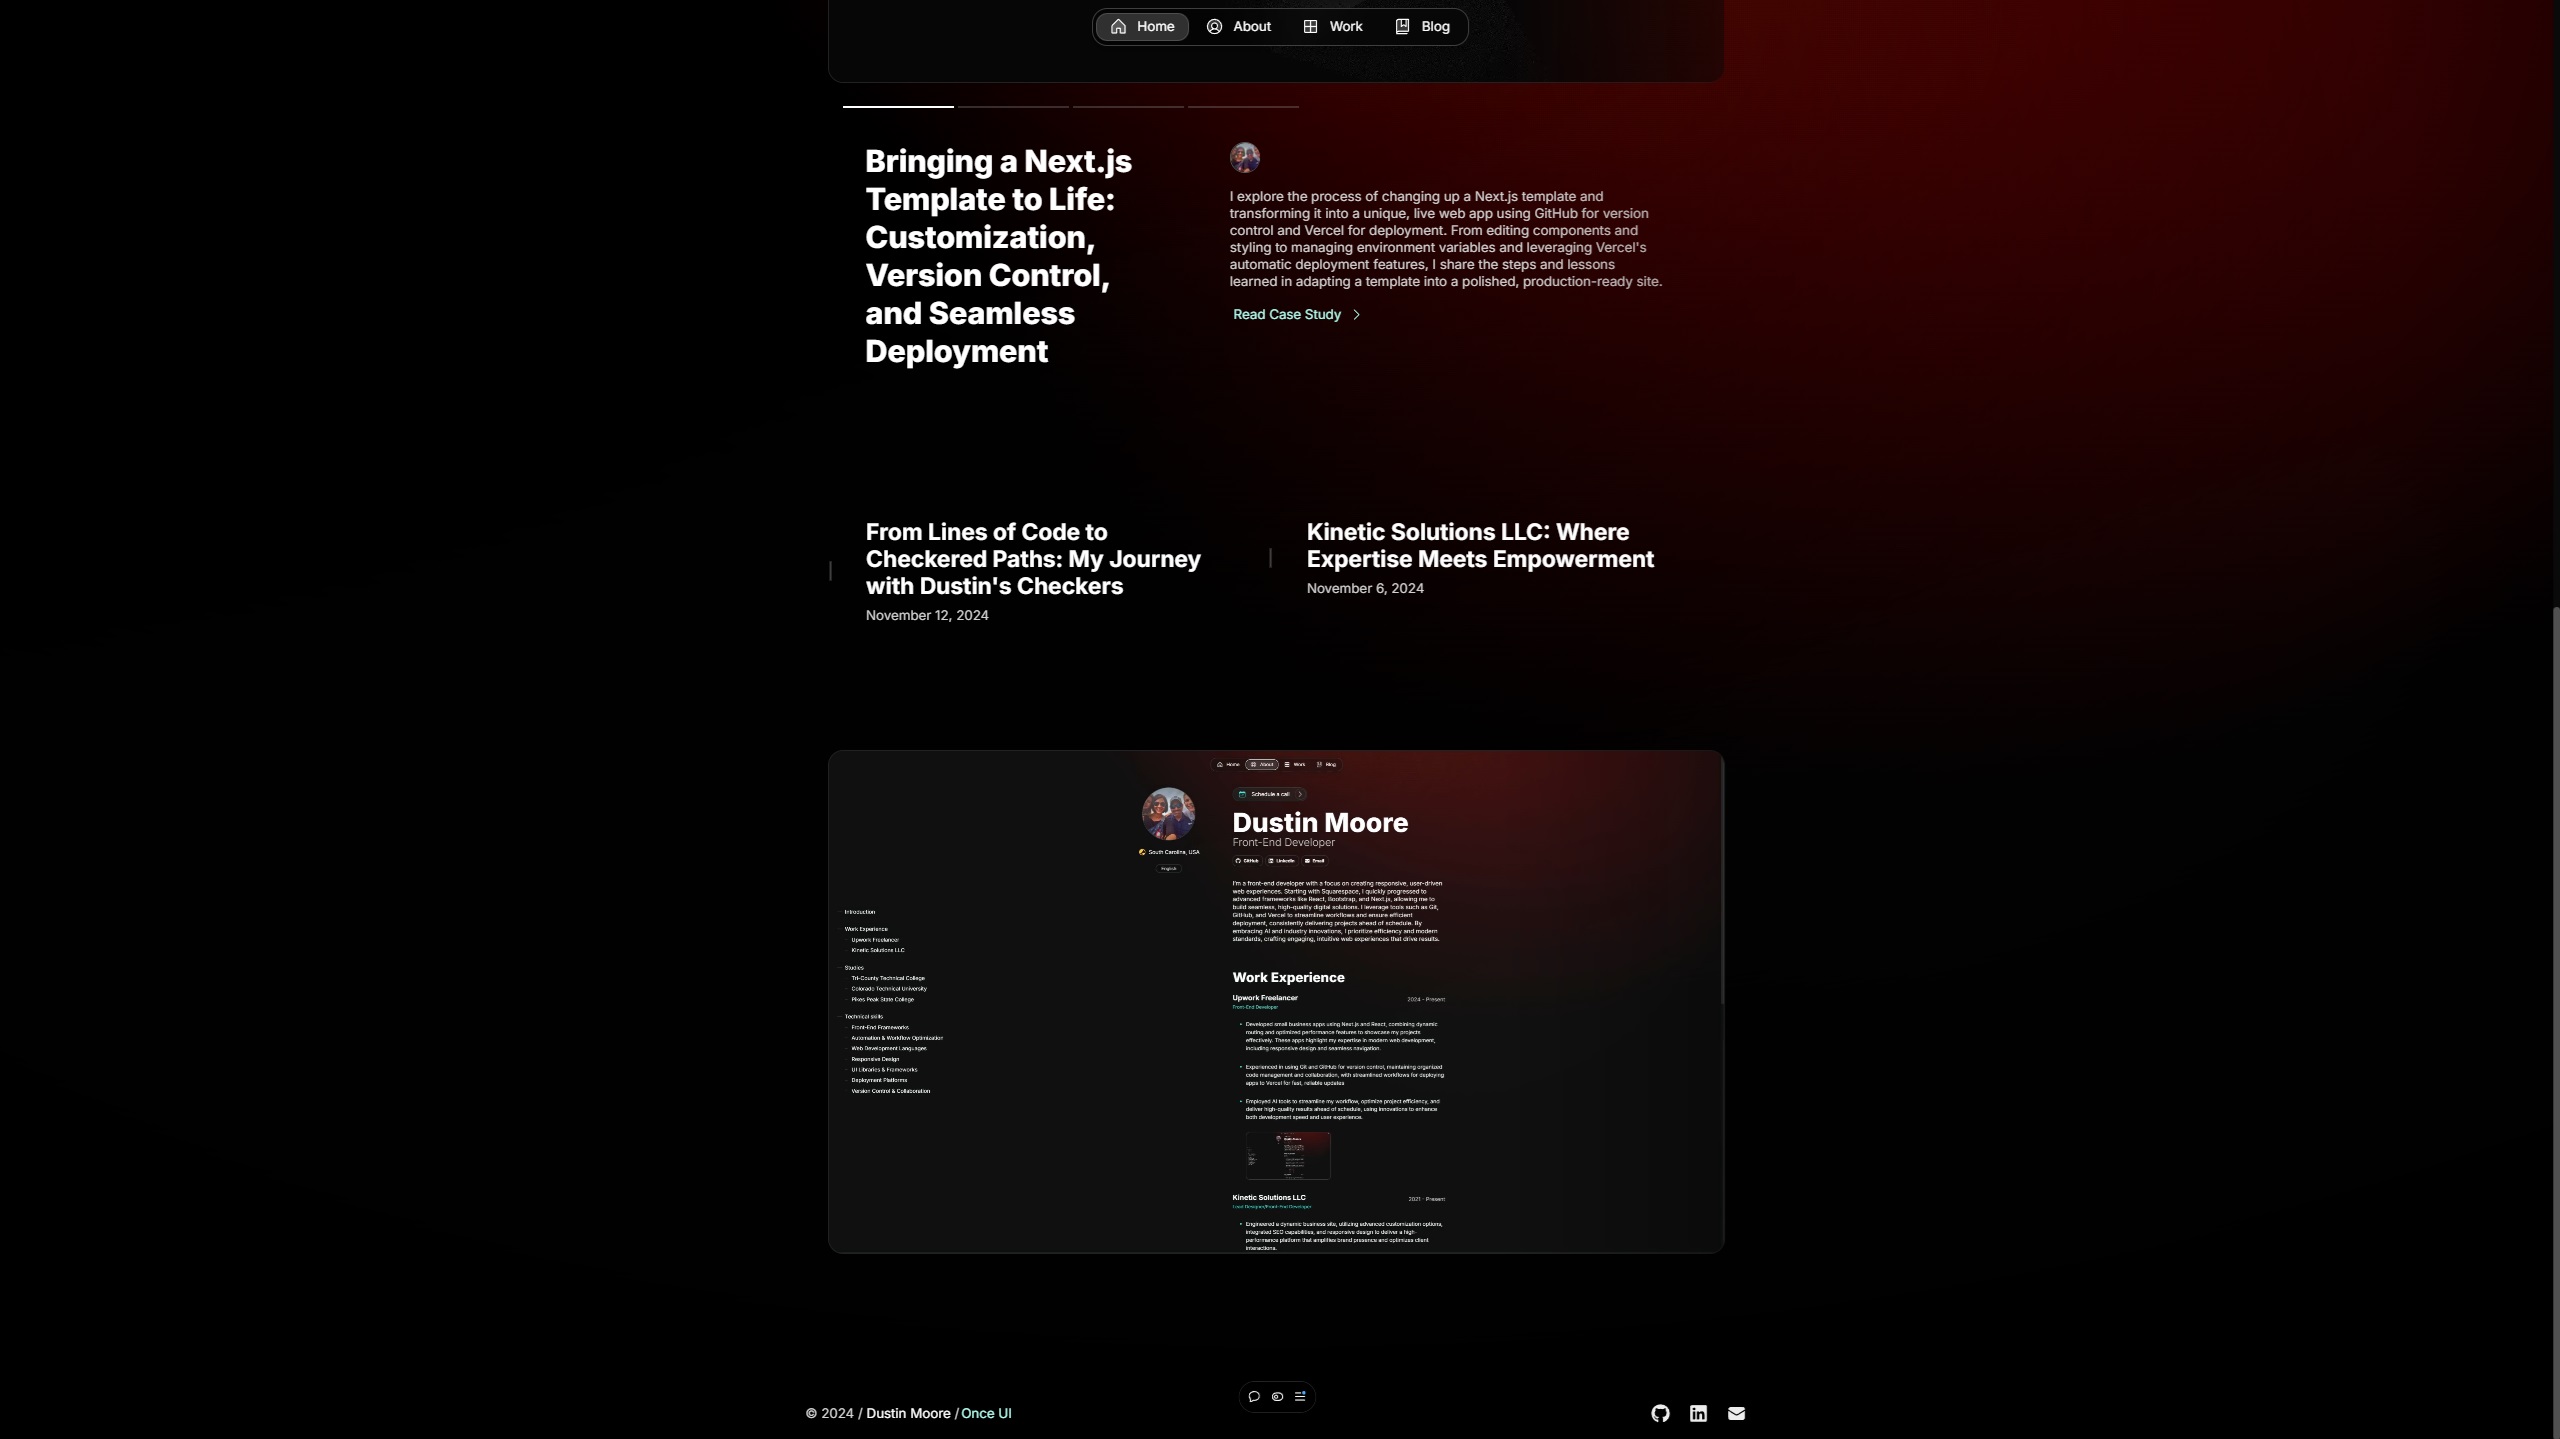 Home
About
Work
Blog
Bringing a Next.js
Template to Life:
Customization,
Version Control,
and Seamless
Deployment
I explore the process of changing up a Next.js template and
transforming it into a unique, live web app using GitHub for version
control and Vercel for deployment. From editing components and
styling to managing environment variables and leveraging Vercel's
automatic deployment features, I share the steps and lessons
learned in adapting a template into a polished, production-ready site.
Read Case Study
From Lines of Code to
Checkered Paths: My Journey
with Dustin's Checkers
November 12, 2024
Kinetic Solutions LLC: Where
Expertise Meets Empowerment
November 6, 2024
Home
About
Work
Blog
South Carolina, USA
English
Introduction
Work Experience
Upwork Freelancer
Kinetic Solutions LLC
Studies
Tri-County Technical College
Colorado Technical University
Pikes Peak State College
Technical skills
Front-End Frameworks
Automation & Workflow Optimization
Web Development Languages
Responsive Design
UI Libraries & Frameworks
Deployment Platforms
Version Control & Collaboration
Schedule a call
Dustin Moore
Front-End Developer
GitHub
LinkedIn
Email
I'm a front-end developer with a focus on creating responsive, user-driven
web experiences. Starting with Squarespace, I quickly progressed to
advanced frameworks like React, Bootstrap, and Next.js, allowing me to
build seamless, high-quality digital solutions. I leverage tools such as Git,
GitHub, and Vercel to streamline workflows and ensure efficient
deployment, consistently delivering projects ahead of schedule. By
embracing AI and industry innovations, I prioritize efficiency and modern
standards, crafting engaging, intuitive web experiences that drive results.
Work Experience
Upwork Freelancer
2024 - Present
Front-End Developer
Developed small business apps using Next.js and React, combining dynamic
routing and optimized performance features to showcase my projects
effectively. These apps highlight my expertise in modern web development,
including responsive design and seamless navigation.
Experienced in using Git and GitHub for version control, maintaining organized
code management and collaboration, with streamlined workflows for deploying
apps to Vercel for fast, reliable updates
Employed AI tools to streamline my workflow, optimize project efficiency, and
deliver high-quality results ahead of schedule, using innovations to enhance
both development speed and user experience.
Kinetic Solutions LLC
2021 - Present
Lead Designer/Front-End Developer
Engineered a dynamic business site, utilizing advanced customization options,
integrated SEO capabilities, and responsive design to deliver a high-
performance platform that amplifies brand presence and optimizes client
interactions.
© 2024 / Dustin Moore / Once UI